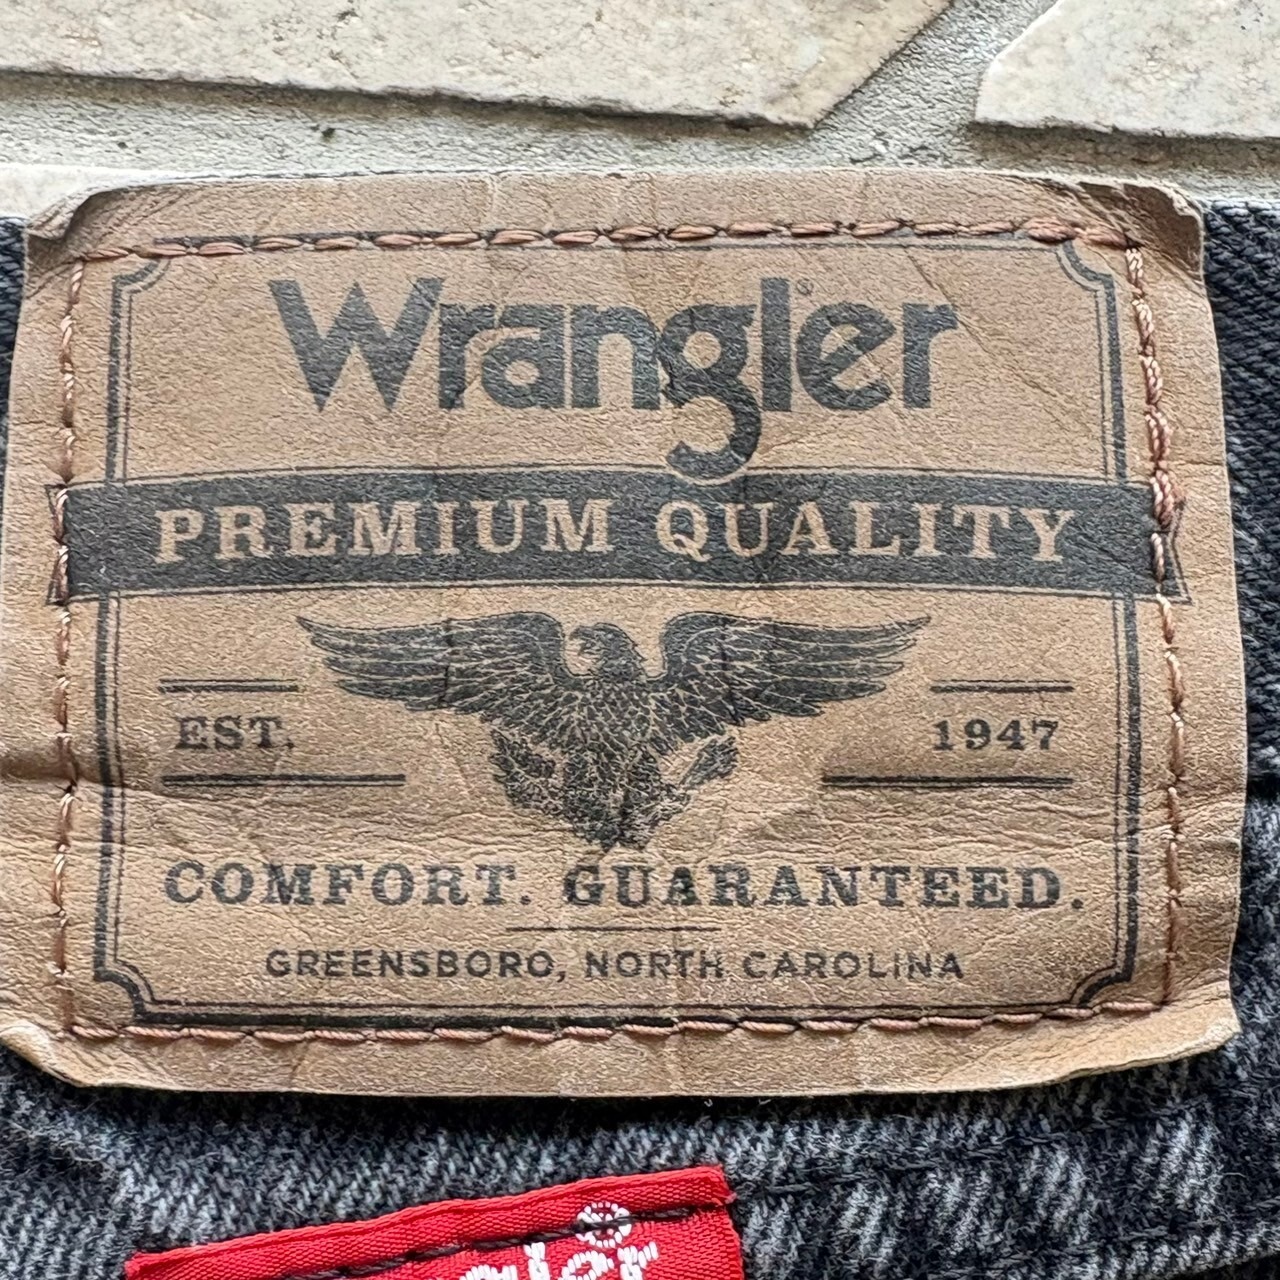 Wrangler®
PREMIUM QUALITY
EST. 1947
COMFORT. GUARANTEED.
GREENSBORO, NORTH CAROLINA